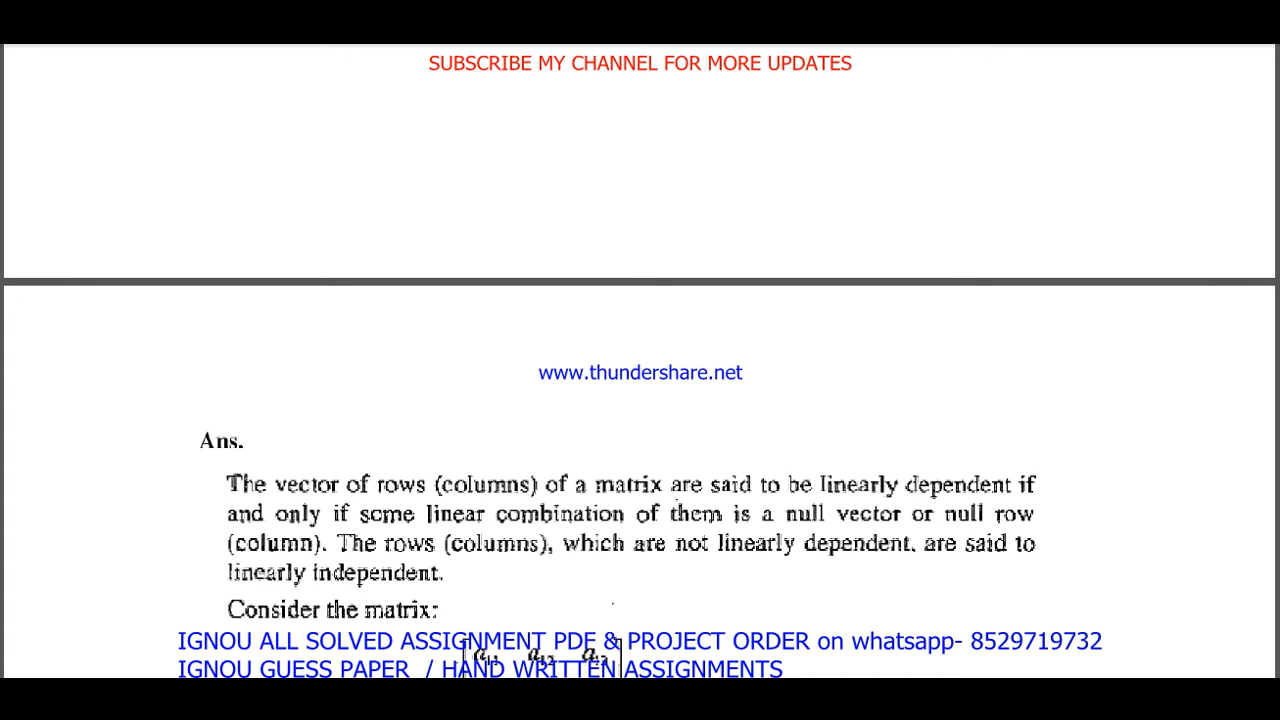 SUBSCRIBE MY CHANNEL FOR MORE UPDATES
www.thundershare.net
Ans.
The vector of rows (columns) of a matrix are said to be linearly dependent if
and only if some linear combination of them is a null vector or null row
(column). The rows (columns), which are not linearly dependent, are said to
linearly independent.
Consider the matrix:
IGNOU ALL SOLVED ASSIGNMENT PDF & PROJECT ORDER on whatsapp- 8529719732
a₁₁ a₁₂ a₁₃
IGNOU GUESS PAPER / HAND WRITTEN ASSIGNMENTS